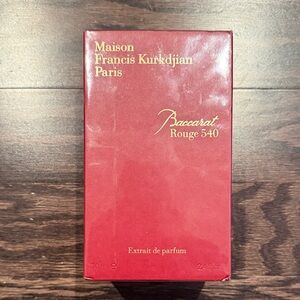 Maison
Francis Kurkdjian
Paris
Baccarat
Rouge 540
Extrait de parfum